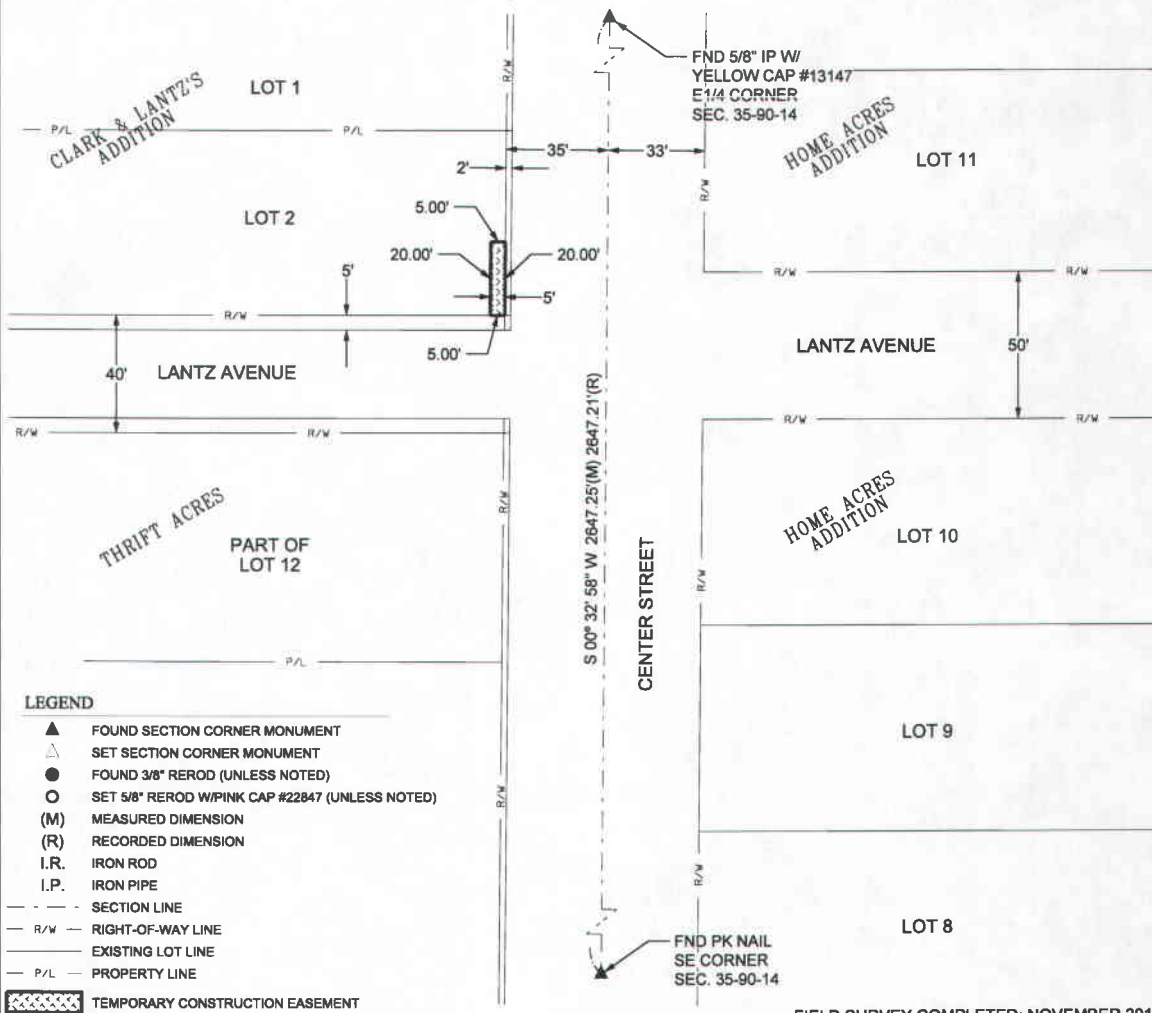 R/W
FND 5/8" IP W/
YELLOW CAP #13147
E1/4 CORNER
SEC. 35-90-14
LOT 1
CLARK & LANTZ'S
ADDITION
P/L
P/L
35'
33'
2'
HOME ACRES
ADDITION
LOT 11
R/W
LOT 2
5.00'
20.00'
20.00'
5'
5'
R/W
R/W
R/W
5.00'
40'
LANTZ AVENUE
LANTZ AVENUE
50'
R/W
R/W
R/W
R/W
THRIFT ACRES
PART OF
LOT 12
R/W
P/L
S 00° 32' 58" W 2647.25'(M) 2647.21'(R)
CENTER STREET
HOME ACRES
ADDITION
LOT 10
R/W
LOT 9
R/W
R/W
LOT 8
FND PK NAIL
SE CORNER
SEC. 35-90-14
LEGEND
FOUND SECTION CORNER MONUMENT
SET SECTION CORNER MONUMENT
FOUND 3/8" REROD (UNLESS NOTED)
SET 5/8" REROD W/PINK CAP #22847 (UNLESS NOTED)
(M) MEASURED DIMENSION
(R) RECORDED DIMENSION
I.R. IRON ROD
I.P. IRON PIPE
SECTION LINE
R/W RIGHT-OF-WAY LINE
EXISTING LOT LINE
P/L PROPERTY LINE
TEMPORARY CONSTRUCTION EASEMENT
FIELD SURVEY COMPLETED: NOVEMBER